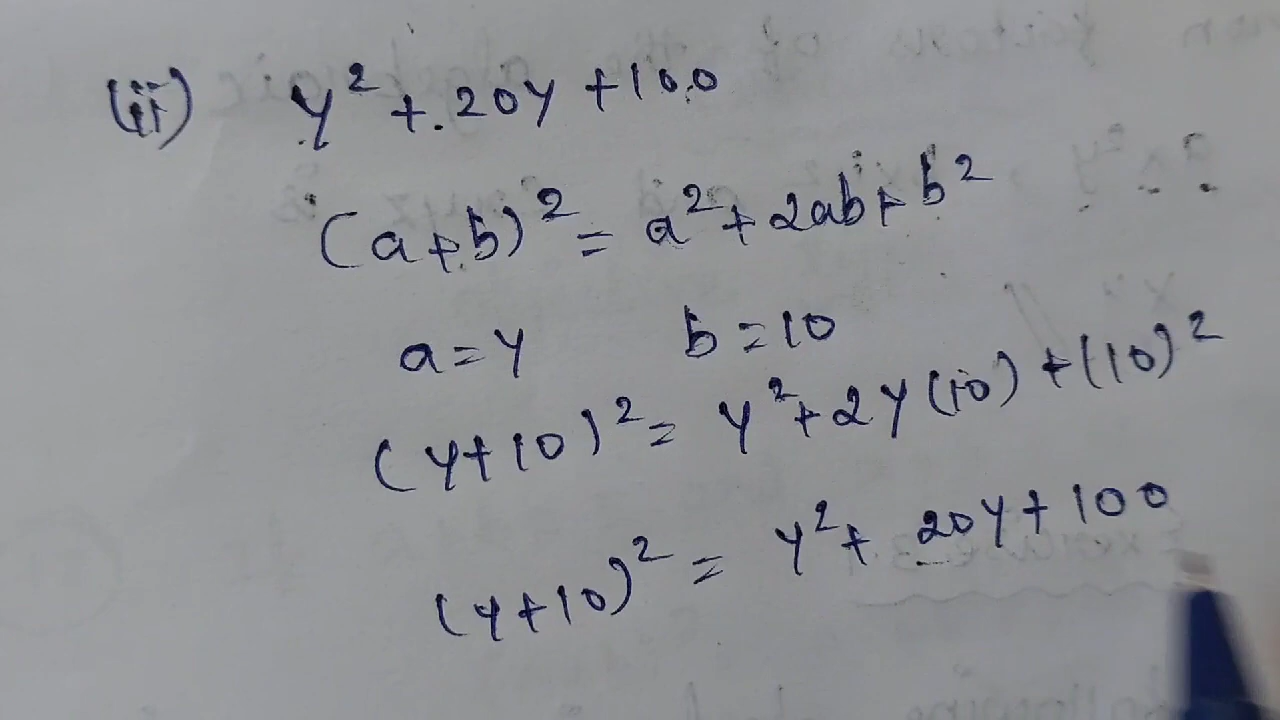 (ii) y² + 20y + 100
(a+b)² = a² + 2ab + b²
a = y b = 10
(y+10)² = y² + 2y(10) + (10)²
(y+10)² = y² + 20y + 100